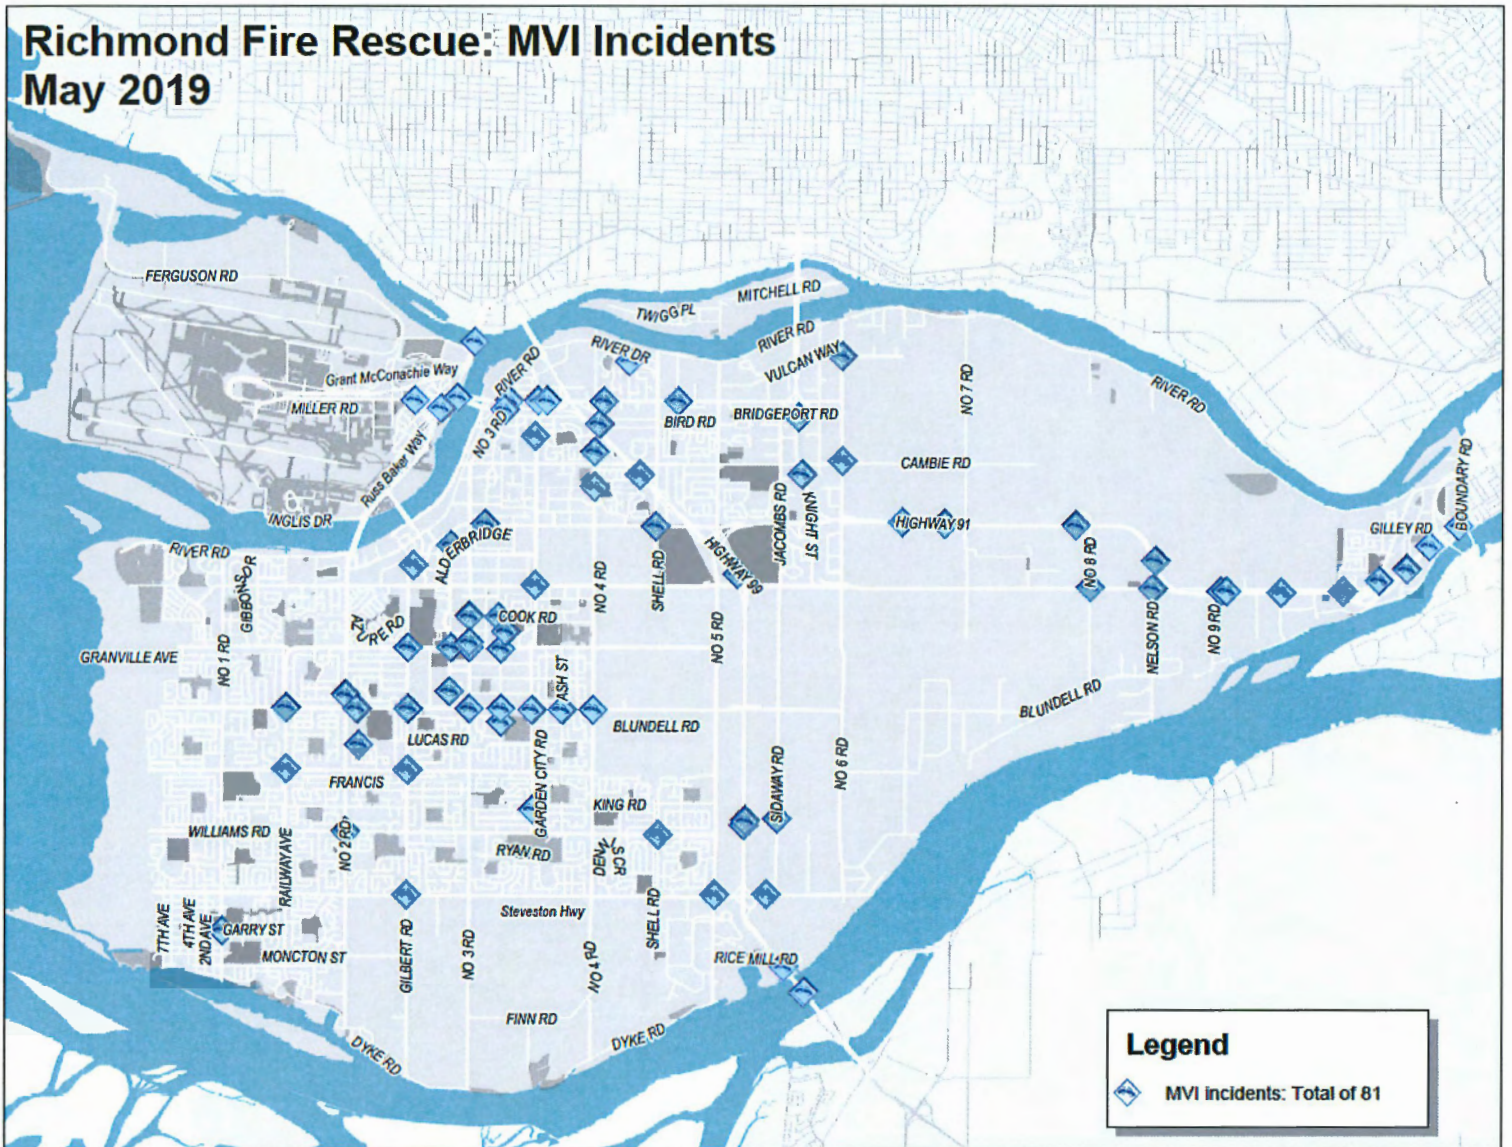 Richmond Fire Rescue: MVI Incidents
May 2019
FERGUSON RD
MITCHELL RD
TWIGG PL
RIVER RD
RIVER DR
VULCAN WAY
RIVER RD
Grant McConachie Way
MILLER RD
RIVER RD
NO 7 RD
RIVER RD
NO 3 RD
BIRD RD
BRIDGEPORT RD
Russ Baker Way
CAMBIE RD
BOUNDARY RD
INGLIS DR
JACOMBS RD
KNIGHT ST
HIGHWAY 91
GILLEY RD
ALDERBRIDGE
RIVER RD
GIBBONS DR
NO 4 RD
SHELL RD
HIGHWAY 99
NO 8 RD
COOK RD
AZURE RD
NO 1 RD
NO 5 RD
NELSON RD
NO 9 RD
GRANVILLE AVE
ASH ST
BLUNDELL RD
BLUNDELL RD
LUCAS RD
GARDEN CITY RD
SIDAWAY RD
NO 6 RD
FRANCIS
KING RD
WILLIAMS RD
RAILWAY AVE
NO 2 RD
RYAN RD
DENNIS CR
SHELL RD
Steveston Hwy
7TH AVE
4TH AVE
2ND AVE
GARRY ST
MONCTON ST
GILBERT RD
NO 3 RD
NO 4 RD
RICE MILL RD
FINN RD
DYKE RD
DYKE RD
Legend
MVI incidents: Total of 81